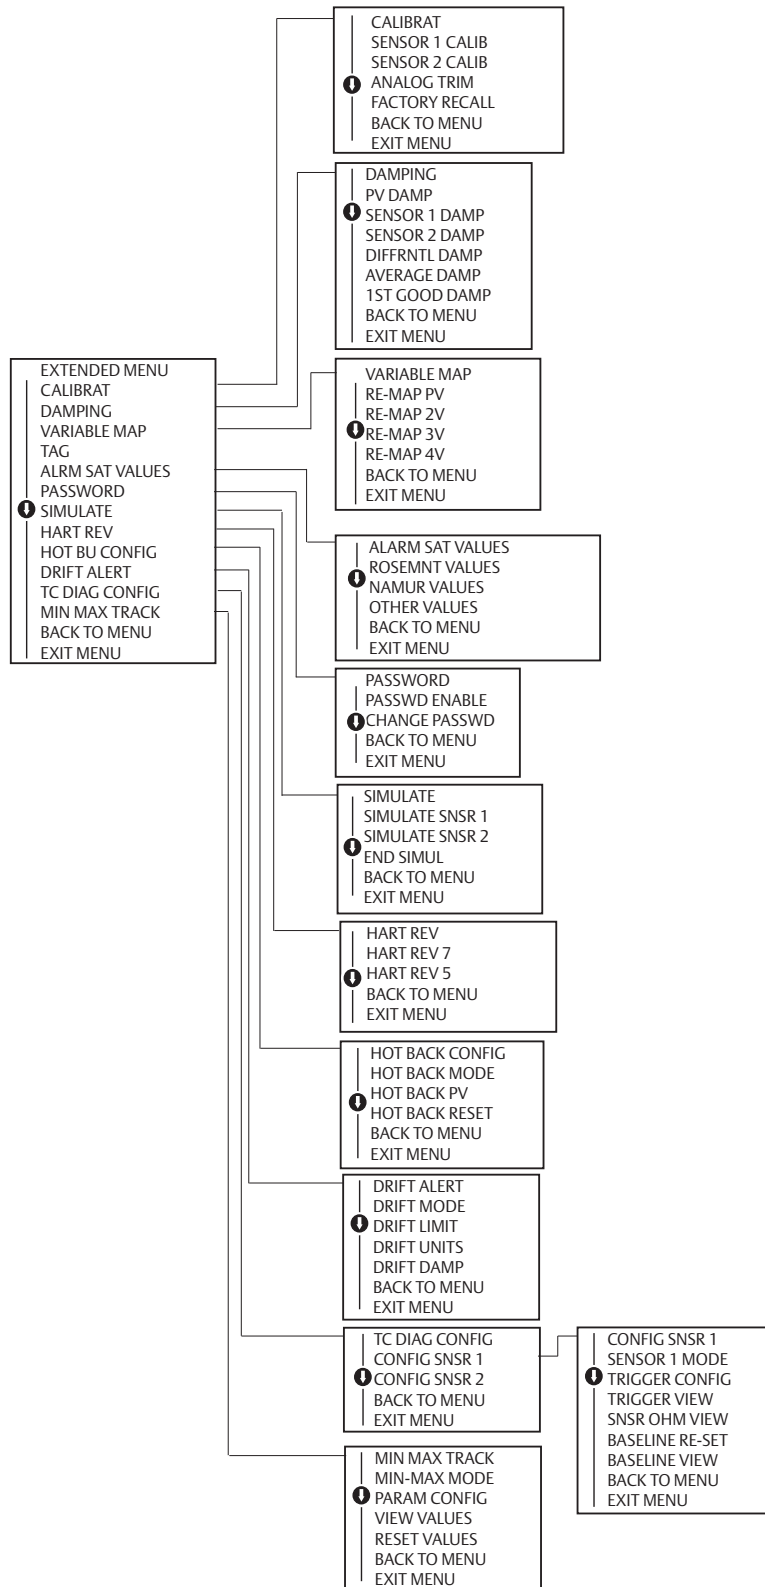 CALIBRAT
SENSOR 1 CALIB
SENSOR 2 CALIB
ANALOG TRIM
FACTORY RECALL
BACK TO MENU
EXIT MENU
DAMPING
PV DAMP
SENSOR 1 DAMP
SENSOR 2 DAMP
DIFFRNTL DAMP
AVERAGE DAMP
1ST GOOD DAMP
BACK TO MENU
EXIT MENU
EXTENDED MENU
CALIBRAT
DAMPING
VARIABLE MAP
TAG
ALRM SAT VALUES
PASSWORD
SIMULATE
HART REV
HOT BU CONFIG
DRIFT ALERT
TC DIAG CONFIG
MIN MAX TRACK
BACK TO MENU
EXIT MENU
VARIABLE MAP
RE-MAP PV
RE-MAP 2V
RE-MAP 3V
RE-MAP 4V
BACK TO MENU
EXIT MENU
ALARM SAT VALUES
ROSEMNT VALUES
NAMUR VALUES
OTHER VALUES
BACK TO MENU
EXIT MENU
PASSWORD
PASSWD ENABLE
CHANGE PASSWD
BACK TO MENU
EXIT MENU
SIMULATE
SIMULATE SNSR 1
SIMULATE SNSR 2
END SIMUL
BACK TO MENU
EXIT MENU
HART REV
HART REV 7
HART REV 5
BACK TO MENU
EXIT MENU
HOT BACK CONFIG
HOT BACK MODE
HOT BACK PV
HOT BACK RESET
BACK TO MENU
EXIT MENU
DRIFT ALERT
DRIFT MODE
DRIFT LIMIT
DRIFT UNITS
DRIFT DAMP
BACK TO MENU
EXIT MENU
TC DIAG CONFIG
CONFIG SNSR 1
CONFIG SNSR 2
BACK TO MENU
EXIT MENU
CONFIG SNSR 1
SENSOR 1 MODE
TRIGGER CONFIG
TRIGGER VIEW
SNSR OHM VIEW
BASELINE RE-SET
BASELINE VIEW
BACK TO MENU
EXIT MENU
MIN MAX TRACK
MIN-MAX MODE
PARAM CONFIG
VIEW VALUES
RESET VALUES
BACK TO MENU
EXIT MENU